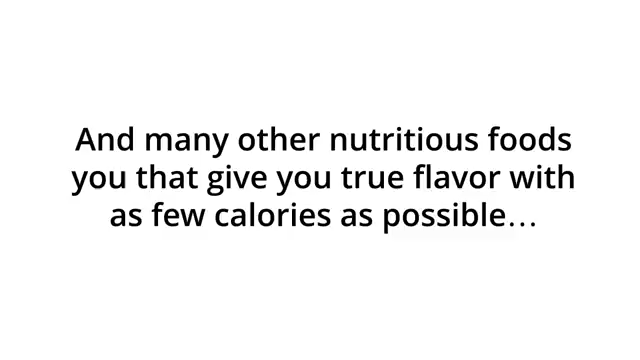 And many other nutritious foods
you that give you true flavor with
as few calories as possible…